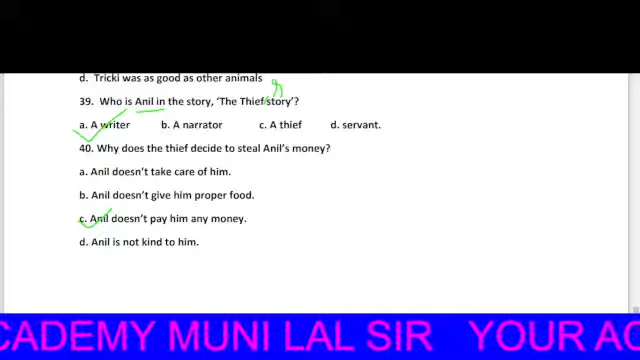 d. Tricki was as good as other animals
39. Who is Anil in the story, ‘The Thief story’?
a. A writer b. A narrator c. A thief d. servant.
40. Why does the thief decide to steal Anil’s money?
a. Anil doesn’t take care of him.
b. Anil doesn’t give him proper food.
c. Anil doesn’t pay him any money.
d. Anil is not kind to him.
CADEMY MUNI LAL SIR YOUR AC